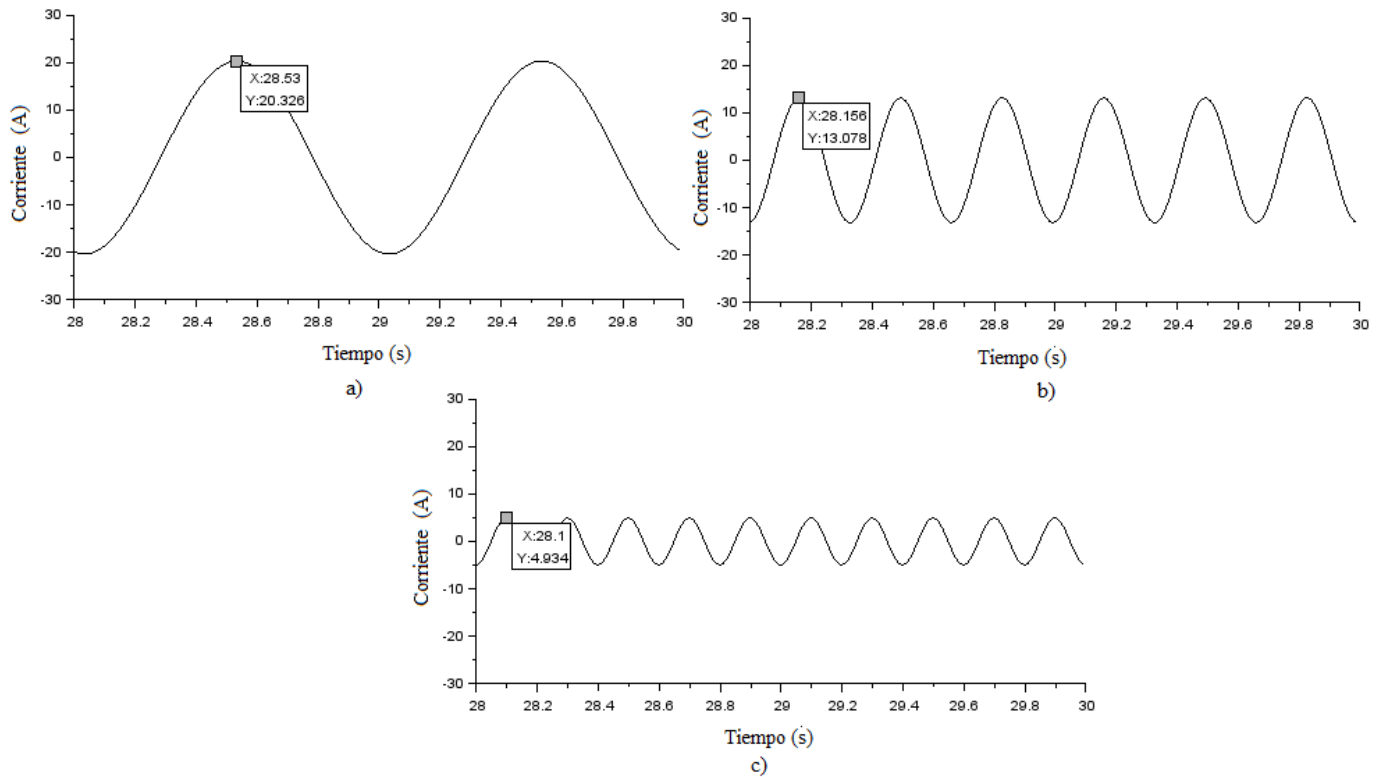 30
20
10
0
-10
-20
-30
Corriente (A)
X:28.53
Y:20.326
28 28.2 28.4 28.6 28.8 29 29.2 29.4 29.6 29.8 30
Tiempo (s)
a)
30
20
10
0
-10
-20
-30
Corriente (A)
X:28.156
Y:13.078
28 28.2 28.4 28.6 28.8 29 29.2 29.4 29.6 29.8 30
Tiempo (s)
b)
30
20
10
0
-10
-20
-30
Corriente (A)
X:28.1
Y:4.934
28 28.2 28.4 28.6 28.8 29 29.2 29.4 29.6 29.8 30
Tiempo (s)
c)